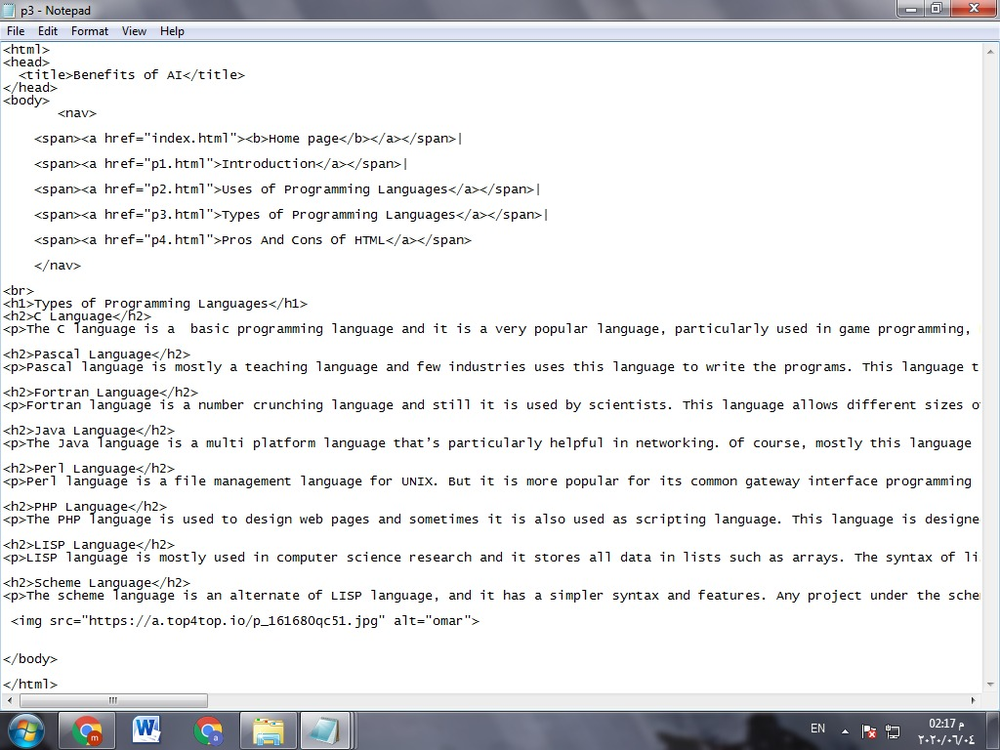 p3 - Notepad
File Edit Format View Help
<html>
<head>
<title>Benefits of AI</title>
</head>
<body>
<nav>
<span><a href="index.html"><b>Home page</b></a></span>|
<span><a href="p1.html">Introduction</a></span>|
<span><a href="p2.html">Uses of Programming Languages</a></span>|
<span><a href="p3.html">Types of Programming Languages</a></span>|
<span><a href="p4.html">Pros And Cons Of HTML</a></span>
</nav>
<br>
<h1>Types of Programming Languages</h1>
<h2>C Language</h2>
<p>The C language is a  basic programming language and it is a very popular language, particularly used in game programming,
<h2>Pascal Language</h2>
<p>Pascal language is mostly a teaching language and few industries uses this language to write the programs. This language t
<h2>Fortran Language</h2>
<p>Fortran language is a number crunching language and still it is used by scientists. This language allows different sizes o
<h2>Java Language</h2>
<p>The Java language is a multi platform language that’s particularly helpful in networking. Of course, mostly this language
<h2>Perl Language</h2>
<p>Perl language is a file management language for UNIX. But it is more popular for its common gateway interface programming
<h2>PHP Language</h2>
<p>The PHP language is used to design web pages and sometimes it is also used as scripting language. This language is designe
<h2>LISP Language</h2>
<p>LISP language is mostly used in computer science research and it stores all data in lists such as arrays. The syntax of li
<h2>Scheme Language</h2>
<p>The scheme language is an alternate of LISP language, and it has a simpler syntax and features. Any project under the sche
<img src="https://a.top4top.io/p_161680qc51.jpg" alt="omar">
</body>
</html>
m
W
a
EN
02:17 م
٢٠٢٠/٠٦/٠٤